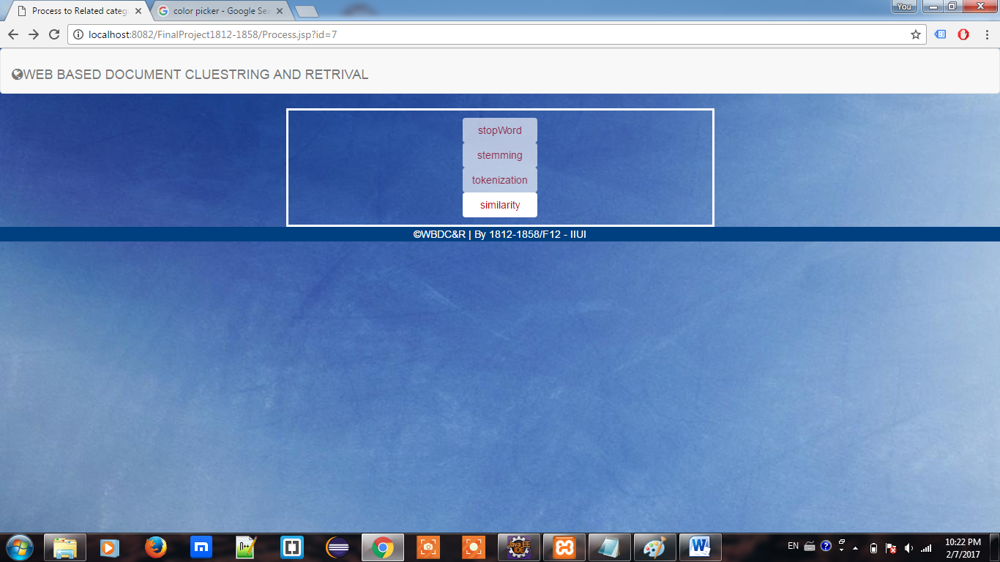 Process to Related categ
color picker - Google Sea
You
localhost:8082/FinalProject1812-1858/Process.jsp?id=7
WEB BASED DOCUMENT CLUESTRING AND RETRIVAL
stopWord
stemming
tokenization
similarity
©WBDC&R | By 1812-1858/F12 - IIUI
Java EE
IDE
EN
10:22 PM
2/7/2017